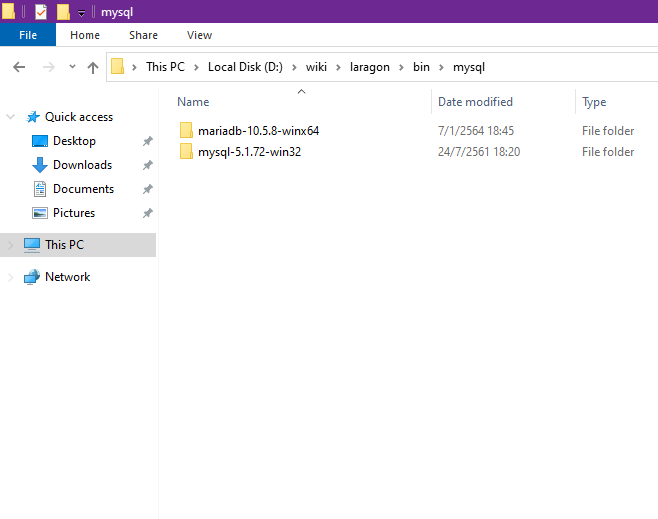 mysql
File Home Share View
This PC Local Disk (D:) wiki laragon bin mysql
Quick access
Desktop
Downloads
Documents
Pictures
This PC
Network
Name Date modified Type
mariadb-10.5.8-winx64 7/1/2564 18:45 File folder
mysql-5.1.72-win32 24/7/2561 18:20 File folder